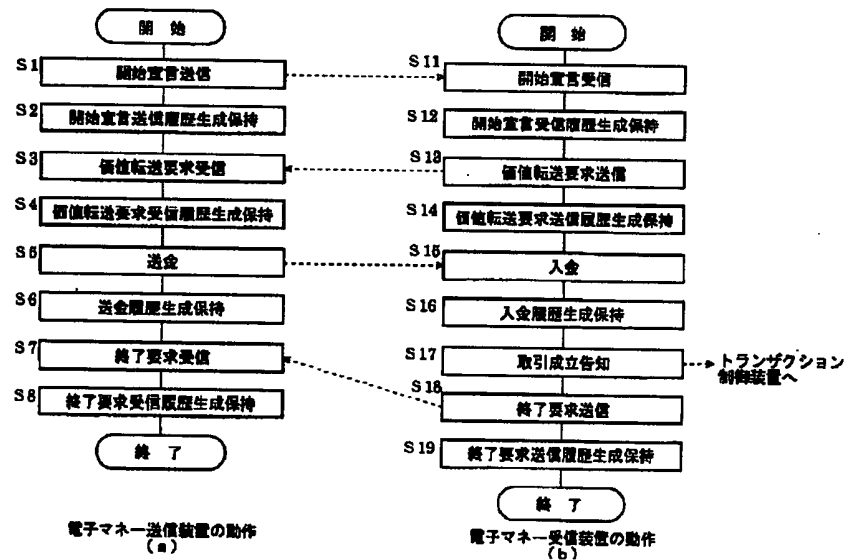 開 始
S1
開始宣言送信
S2
開始宣言送信履歴生成保持
S3
価値転送要求受信
S4
価値転送要求受信履歴生成保持
S5
送金
S6
送金履歴生成保持
S7
終了要求受信
S8
終了要求受信履歴生成保持
終 了
電子マネー送信装置の動作
(a)
開 始
S11
開始宣言受信
S12
開始宣言受信履歴生成保持
S13
価値転送要求送信
S14
価値転送要求送信履歴生成保持
S15
入金
S16
入金履歴生成保持
S17
取引成立告知
トランザクション
制御装置へ
S18
終了要求送信
S19
終了要求送信履歴生成保持
終 了
電子マネー受信装置の動作
(b)